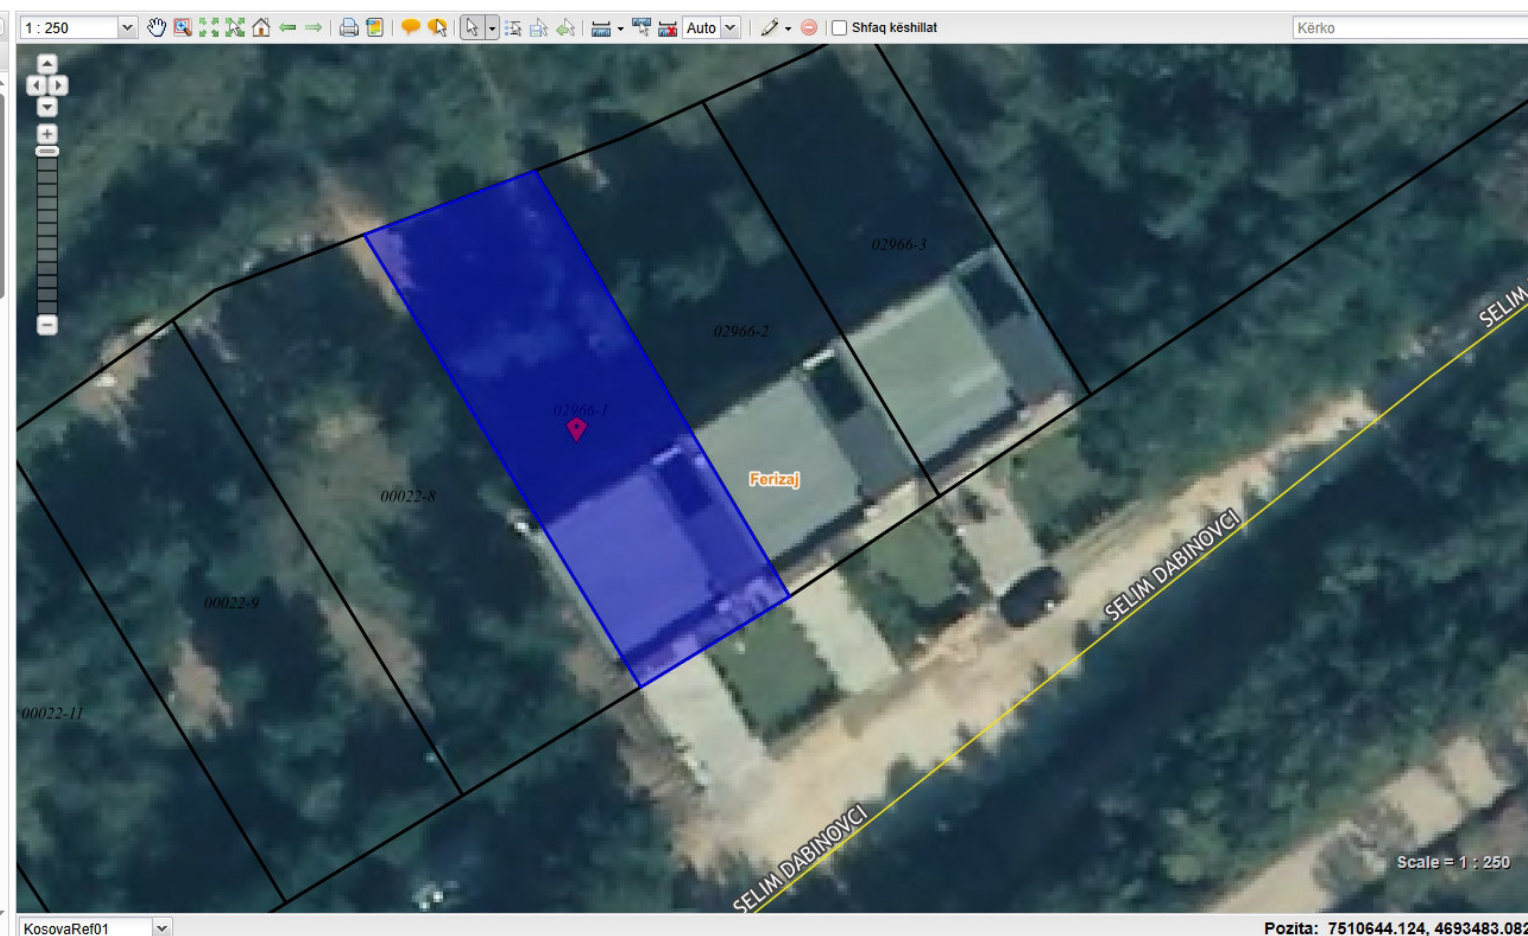 1 : 250
Auto
Shfaq këshillat
Kërko
02966-3
02966-2
SELIM
02966-1
Ferizaj
00022-8
SELIM DABINOVCI
00022-9
00022-11
SELIM DABINOVCI
Scale = 1 : 250
KosovaRef01
Pozita: 7510644.124, 4693483.082